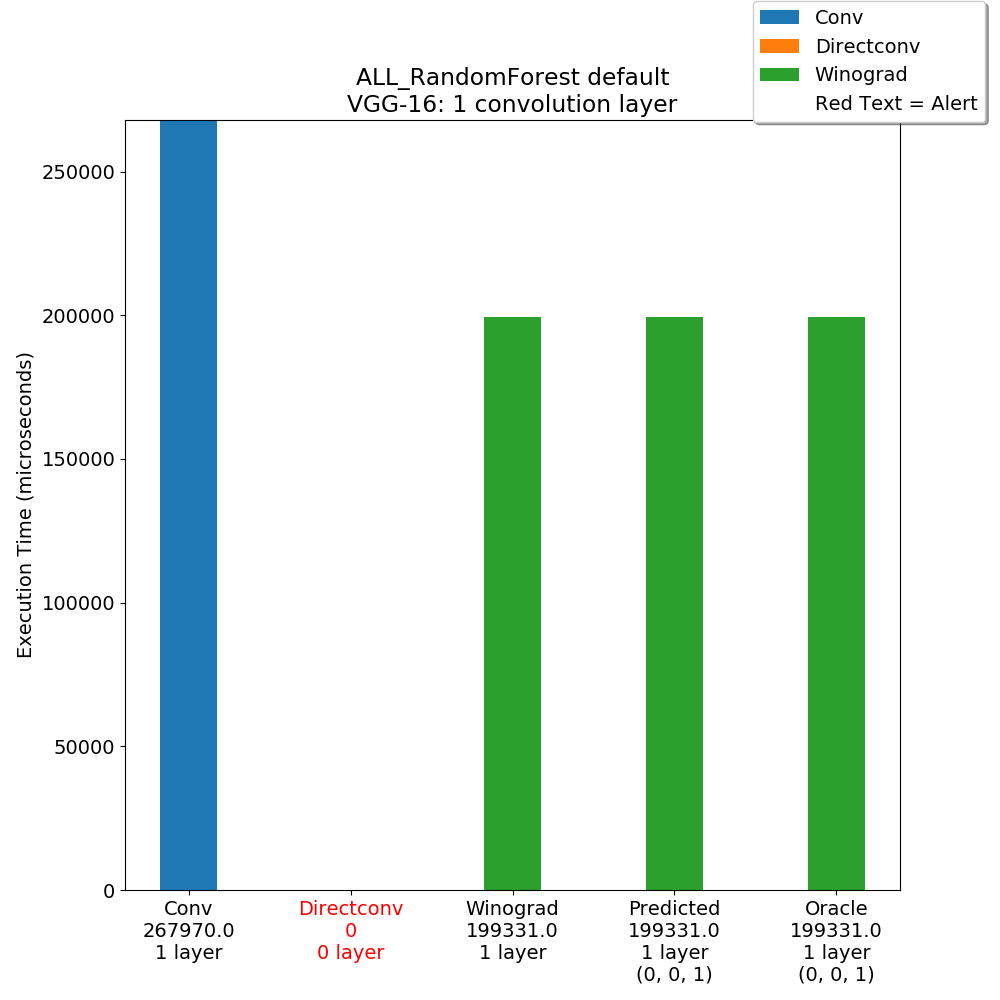 Conv
Directconv
Winograd
Red Text = Alert
ALL_RandomForest default
VGG-16: 1 convolution layer
Execution Time (microseconds)
250000
200000
150000
100000
50000
0
Conv
267970.0
1 layer
Directconv
0
0 layer
Winograd
199331.0
1 layer
Predicted
199331.0
1 layer
(0, 0, 1)
Oracle
199331.0
1 layer
(0, 0, 1)